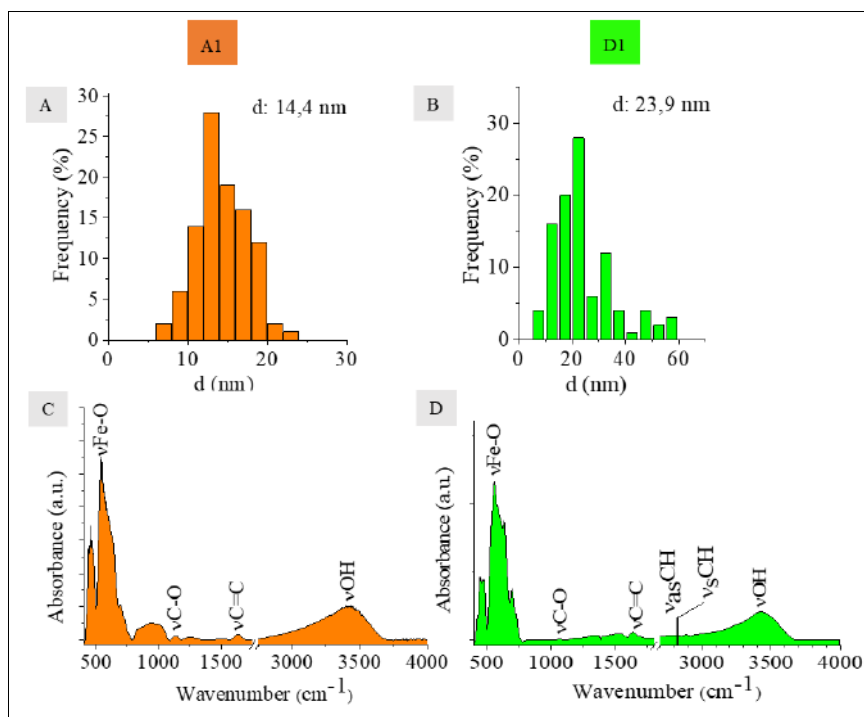 A1
D1
A
d: 14,4 nm
Frequency (%)
30
25
20
15
10
5
0
0 10 20 30
d (nm)
B
d: 23,9 nm
Frequency (%)
30
20
10
0
0 20 40 60
d (nm)
C
Absorbance (a.u.)
νFe-O
νC-O
νC=C
νOH
500 1500 3000 4000
Wavenumber (cm-1)
D
Absorbance (a.u.)
νFe-O
νC-O
νC=C
νasCH
νsCH
νOH
500 1500 3000 3500 4000
Wavenumber (cm-1)